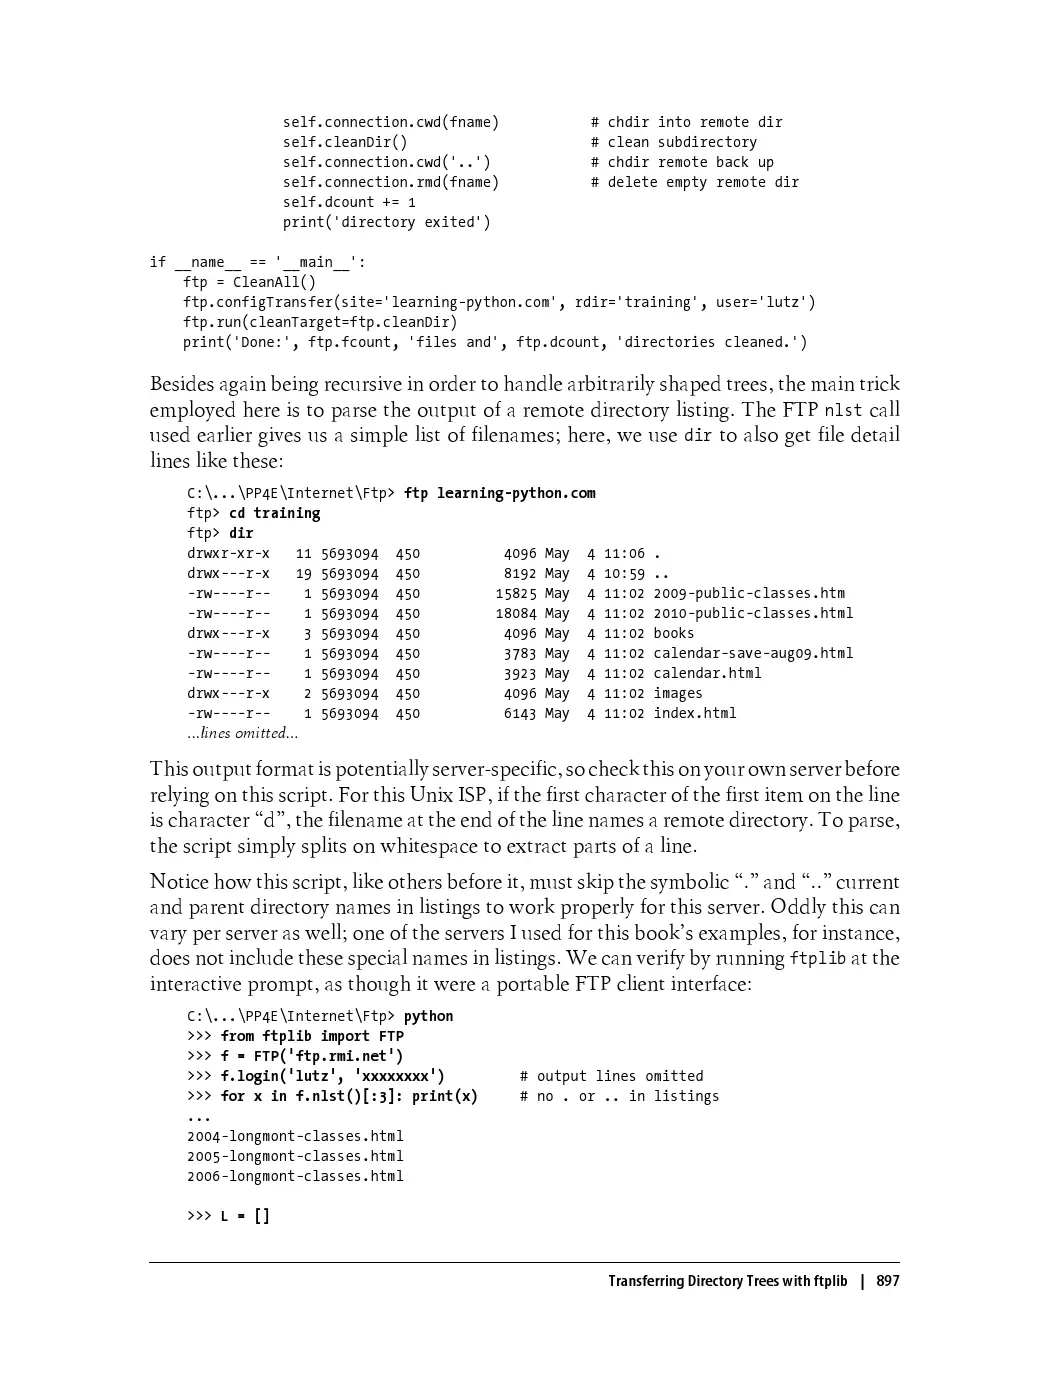 self.connection.cwd(fname)           # chdir into remote dir
self.cleanDir()                      # clean subdirectory
self.connection.cwd('..')            # chdir remote back up
self.connection.rmd(fname)           # delete empty remote dir
self.dcount += 1
print('directory exited')
if __name__ == '__main__':
ftp = CleanAll()
ftp.configTransfer(site='learning-python.com', rdir='training', user='lutz')
ftp.run(cleanTarget=ftp.cleanDir)
print('Done:', ftp.fcount, 'files and', ftp.dcount, 'directories cleaned.')
Besides again being recursive in order to handle arbitrarily shaped trees, the main trick
employed here is to parse the output of a remote directory listing. The FTP nlst call
used earlier gives us a simple list of filenames; here, we use dir to also get file detail
lines like these:
C:\...\PP4E\Internet\Ftp> ftp learning-python.com
ftp> cd training
ftp> dir
drwxr-xr-x   11 5693094  450          4096 May  4 11:06 .
drwx---r-x   19 5693094  450          8192 May  4 10:59 ..
-rw----r--    1 5693094  450         15825 May  4 11:02 2009-public-classes.htm
-rw----r--    1 5693094  450         18084 May  4 11:02 2010-public-classes.html
drwx---r-x    3 5693094  450          4096 May  4 11:02 books
-rw----r--    1 5693094  450          3783 May  4 11:02 calendar-save-aug09.html
-rw----r--    1 5693094  450          3923 May  4 11:02 calendar.html
drwx---r-x    2 5693094  450          4096 May  4 11:02 images
-rw----r--    1 5693094  450          6143 May  4 11:02 index.html
...lines omitted...
This output format is potentially server-specific, so check this on your own server before
relying on this script. For this Unix ISP, if the first character of the first item on the line
is character “d”, the filename at the end of the line names a remote directory. To parse,
the script simply splits on whitespace to extract parts of a line.
Notice how this script, like others before it, must skip the symbolic “.” and “..” current
and parent directory names in listings to work properly for this server. Oddly this can
vary per server as well; one of the servers I used for this book’s examples, for instance,
does not include these special names in listings. We can verify by running ftplib at the
interactive prompt, as though it were a portable FTP client interface:
C:\...\PP4E\Internet\Ftp> python
>>> from ftplib import FTP
>>> f = FTP('ftp.rmi.net')
>>> f.login('lutz', 'xxxxxxxx')         # output lines omitted
>>> for x in f.nlst()[:3]: print(x)     # no . or .. in listings
...
2004-longmont-classes.html
2005-longmont-classes.html
2006-longmont-classes.html
>>> L = []
Transferring Directory Trees with ftplib | 897